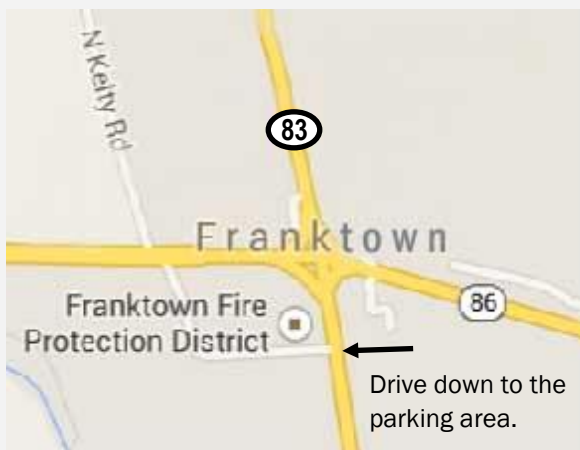 N Kelty Rd
83
Franktown
86
Franktown Fire
Protection District
Drive down to the
parking area.